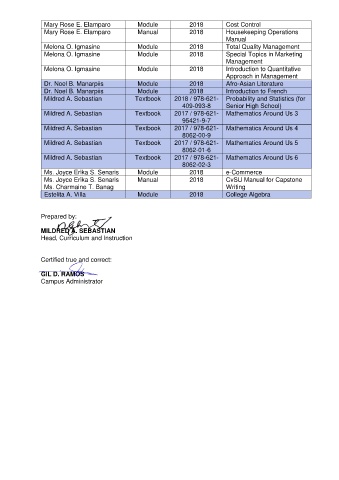 Mary Rose E. Elamparo Module 2018 Cost Control
Mary Rose E. Elamparo Manual 2018 Housekeeping Operations
Manual
Melona O. Igmasine Module 2018 Total Quality Management
Melona O. Igmasine Module 2018 Special Topics in Marketing
Management
Melona O. Igmasine Module 2018 Introduction to Quantitative
Approach in Management
Dr. Noel B. Manarpiis Module 2018 Afro-Asian Literature
Dr. Noel B. Manarpiis Module 2018 Introduction to French
Mildred A. Sebastian Textbook 2018 / 978-621-
409-093-8 Probability and Statistics (for
Senior High School)
Mildred A. Sebastian Textbook 2017 / 978-621-
95421-9-7 Mathematics Around Us 3
Mildred A. Sebastian Textbook 2017 / 978-621-
8062-00-9 Mathematics Around Us 4
Mildred A. Sebastian Textbook 2017 / 978-621-
8062-01-6 Mathematics Around Us 5
Mildred A. Sebastian Textbook 2017 / 978-621-
8062-02-3 Mathematics Around Us 6
Ms. Joyce Erika S. Senaris Module 2018 e-Commerce
Ms. Joyce Erika S. Senaris Manual 2018 CvSU Manual for Capstone
Ms. Charmaine T. Banag Writing
Estelita A. Villa Module 2018 College Algebra
Prepared by:
MILDRED A. SEBASTIAN
Head, Curriculum and Instruction
Certified true and correct:
GIL D. RAMOS
Campus Administrator